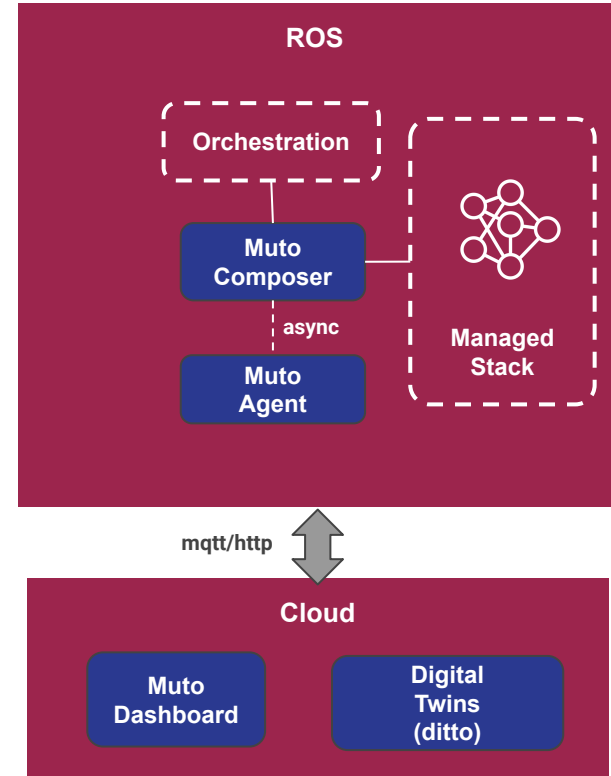 ROS
Orchestration
Muto
Composer
async
Muto
Agent
Managed
Stack
mqtt/http
Cloud
Muto
Dashboard
Digital
Twins
(ditto)